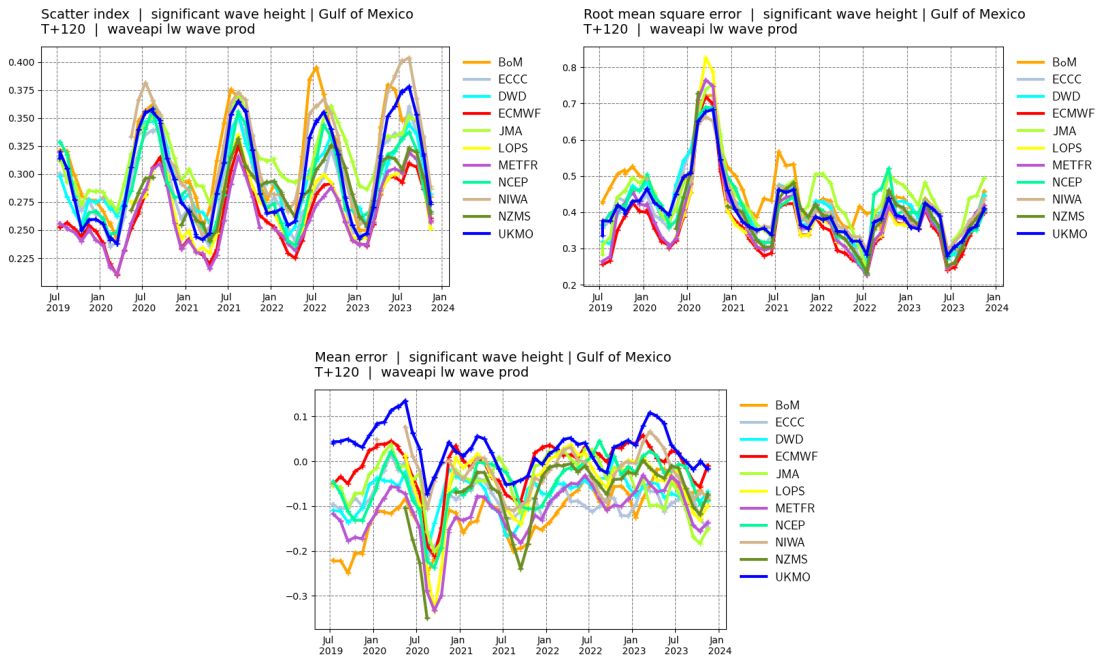 Scatter index | significant wave height | Gulf of Mexico
T+120 | waveapi lw wave prod
0.400
0.375
0.350
0.325
0.300
0.275
0.250
0.225
Jul Jan Jul Jan Jul Jan Jul Jan Jul Jan
2019 2020 2020 2021 2021 2022 2022 2023 2023 2024
BoM
ECCC
DWD
ECMWF
JMA
LOPS
METFR
NCEP
NIWA
NZMS
UKMO
Root mean square error | significant wave height | Gulf of Mexico
T+120 | waveapi lw wave prod
0.8
0.7
0.6
0.5
0.4
0.3
0.2
Jul Jan Jul Jan Jul Jan Jul Jan Jul Jan
2019 2020 2020 2021 2021 2022 2022 2023 2023 2024
BoM
ECCC
DWD
ECMWF
JMA
LOPS
METFR
NCEP
NIWA
NZMS
UKMO
Mean error | significant wave height | Gulf of Mexico
T+120 | waveapi lw wave prod
0.1
0.0
−0.1
−0.2
−0.3
Jul Jan Jul Jan Jul Jan Jul Jan Jul Jan
2019 2020 2020 2021 2021 2022 2022 2023 2023 2024
BoM
ECCC
DWD
ECMWF
JMA
LOPS
METFR
NCEP
NIWA
NZMS
UKMO